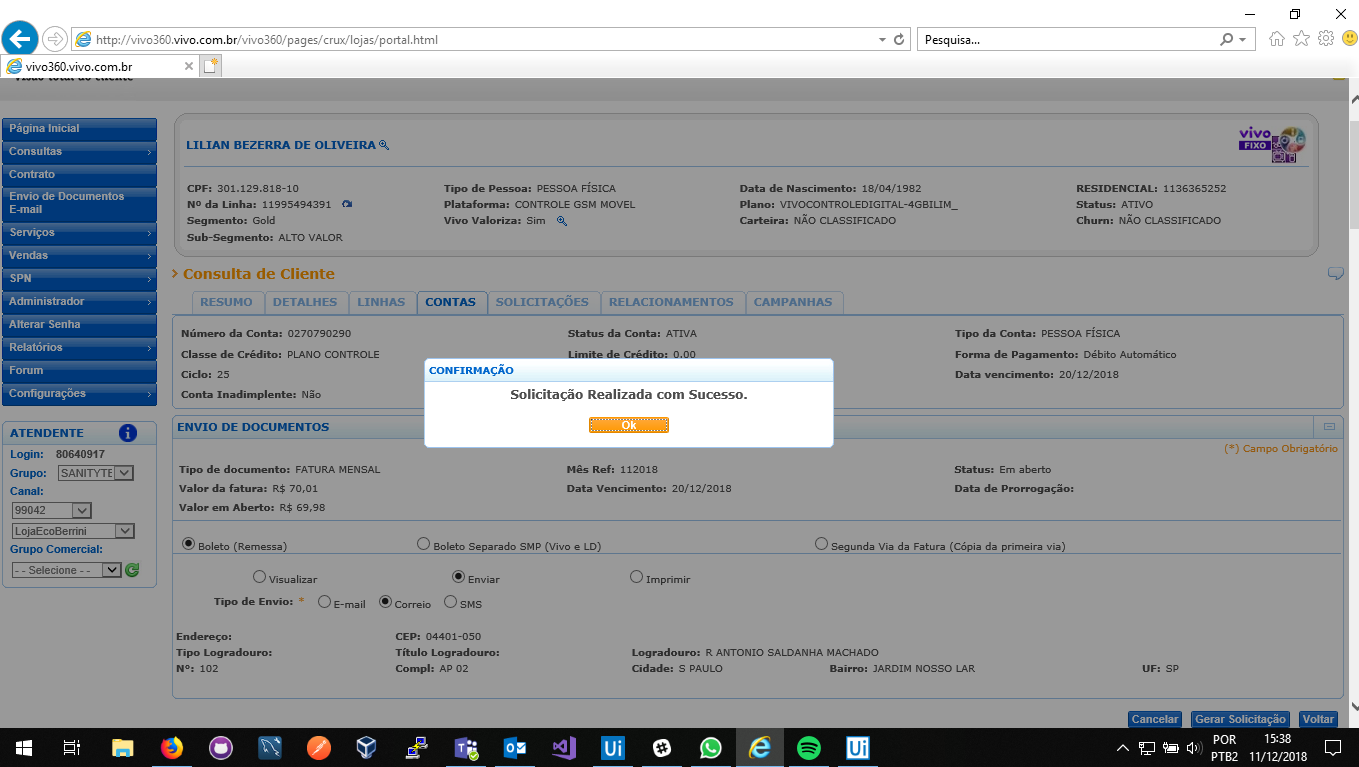 http://vivo360.vivo.com.br/vivo360/pages/crux/lojas/portal.html
Pesquisa...
vivo360.vivo.com.br
Visão total do cliente
Página Inicial
Consultas
Contrato
Envio de Documentos
E-mail
Serviços
Vendas
SPN
Administrador
Alterar Senha
Relatórios
Forum
Configurações
ATENDENTE
Login: 80640917
Grupo: SANITYTE
Canal:
99042
LojaEcoBerrini
Grupo Comercial:
- - Selecione - -
LILIAN BEZERRA DE OLIVEIRA
vivo
FIXO
CPF: 301.129.818-10 Tipo de Pessoa: PESSOA FÍSICA Data de Nascimento: 18/04/1982 RESIDENCIAL: 1136365252
Nº da Linha: 11995494391 Plataforma: CONTROLE GSM MOVEL Plano: VIVOCONTROLEDIGITAL-4GBILIM_ Status: ATIVO
Segmento: Gold Vivo Valoriza: Sim Carteira: NÃO CLASSIFICADO Churn: NÃO CLASSIFICADO
Sub-Segmento: ALTO VALOR
Consulta de Cliente
RESUMO DETALHES LINHAS CONTAS SOLICITAÇÕES RELACIONAMENTOS CAMPANHAS
Número da Conta: 0270790290 Status da Conta: ATIVA Tipo da Conta: PESSOA FÍSICA
Classe de Crédito: PLANO CONTROLE Limite de Crédito: 0.00 Forma de Pagamento: Débito Automático
Ciclo: 25 Data vencimento: 20/12/2018
Conta Inadimplente: Não
CONFIRMAÇÃO
Solicitação Realizada com Sucesso.
Ok
ENVIO DE DOCUMENTOS
(*) Campo Obrigatório
Tipo de documento: FATURA MENSAL Mês Ref: 112018 Status: Em aberto
Valor da fatura: R$ 70,01 Data Vencimento: 20/12/2018 Data de Prorrogação:
Valor em Aberto: R$ 69,98
Boleto (Remessa) Boleto Separado SMP (Vivo e LD) Segunda Via da Fatura (Cópia da primeira via)
Visualizar Enviar Imprimir
Tipo de Envio: * E-mail Correio SMS
Endereço: CEP: 04401-050
Tipo Logradouro: Título Logradouro: Logradouro: R ANTONIO SALDANHA MACHADO
Nº: 102 Compl: AP 02 Cidade: S PAULO Bairro: JARDIM NOSSO LAR UF: SP
Cancelar Gerar Solicitação Voltar
POR 15:38
PTB2 11/12/2018